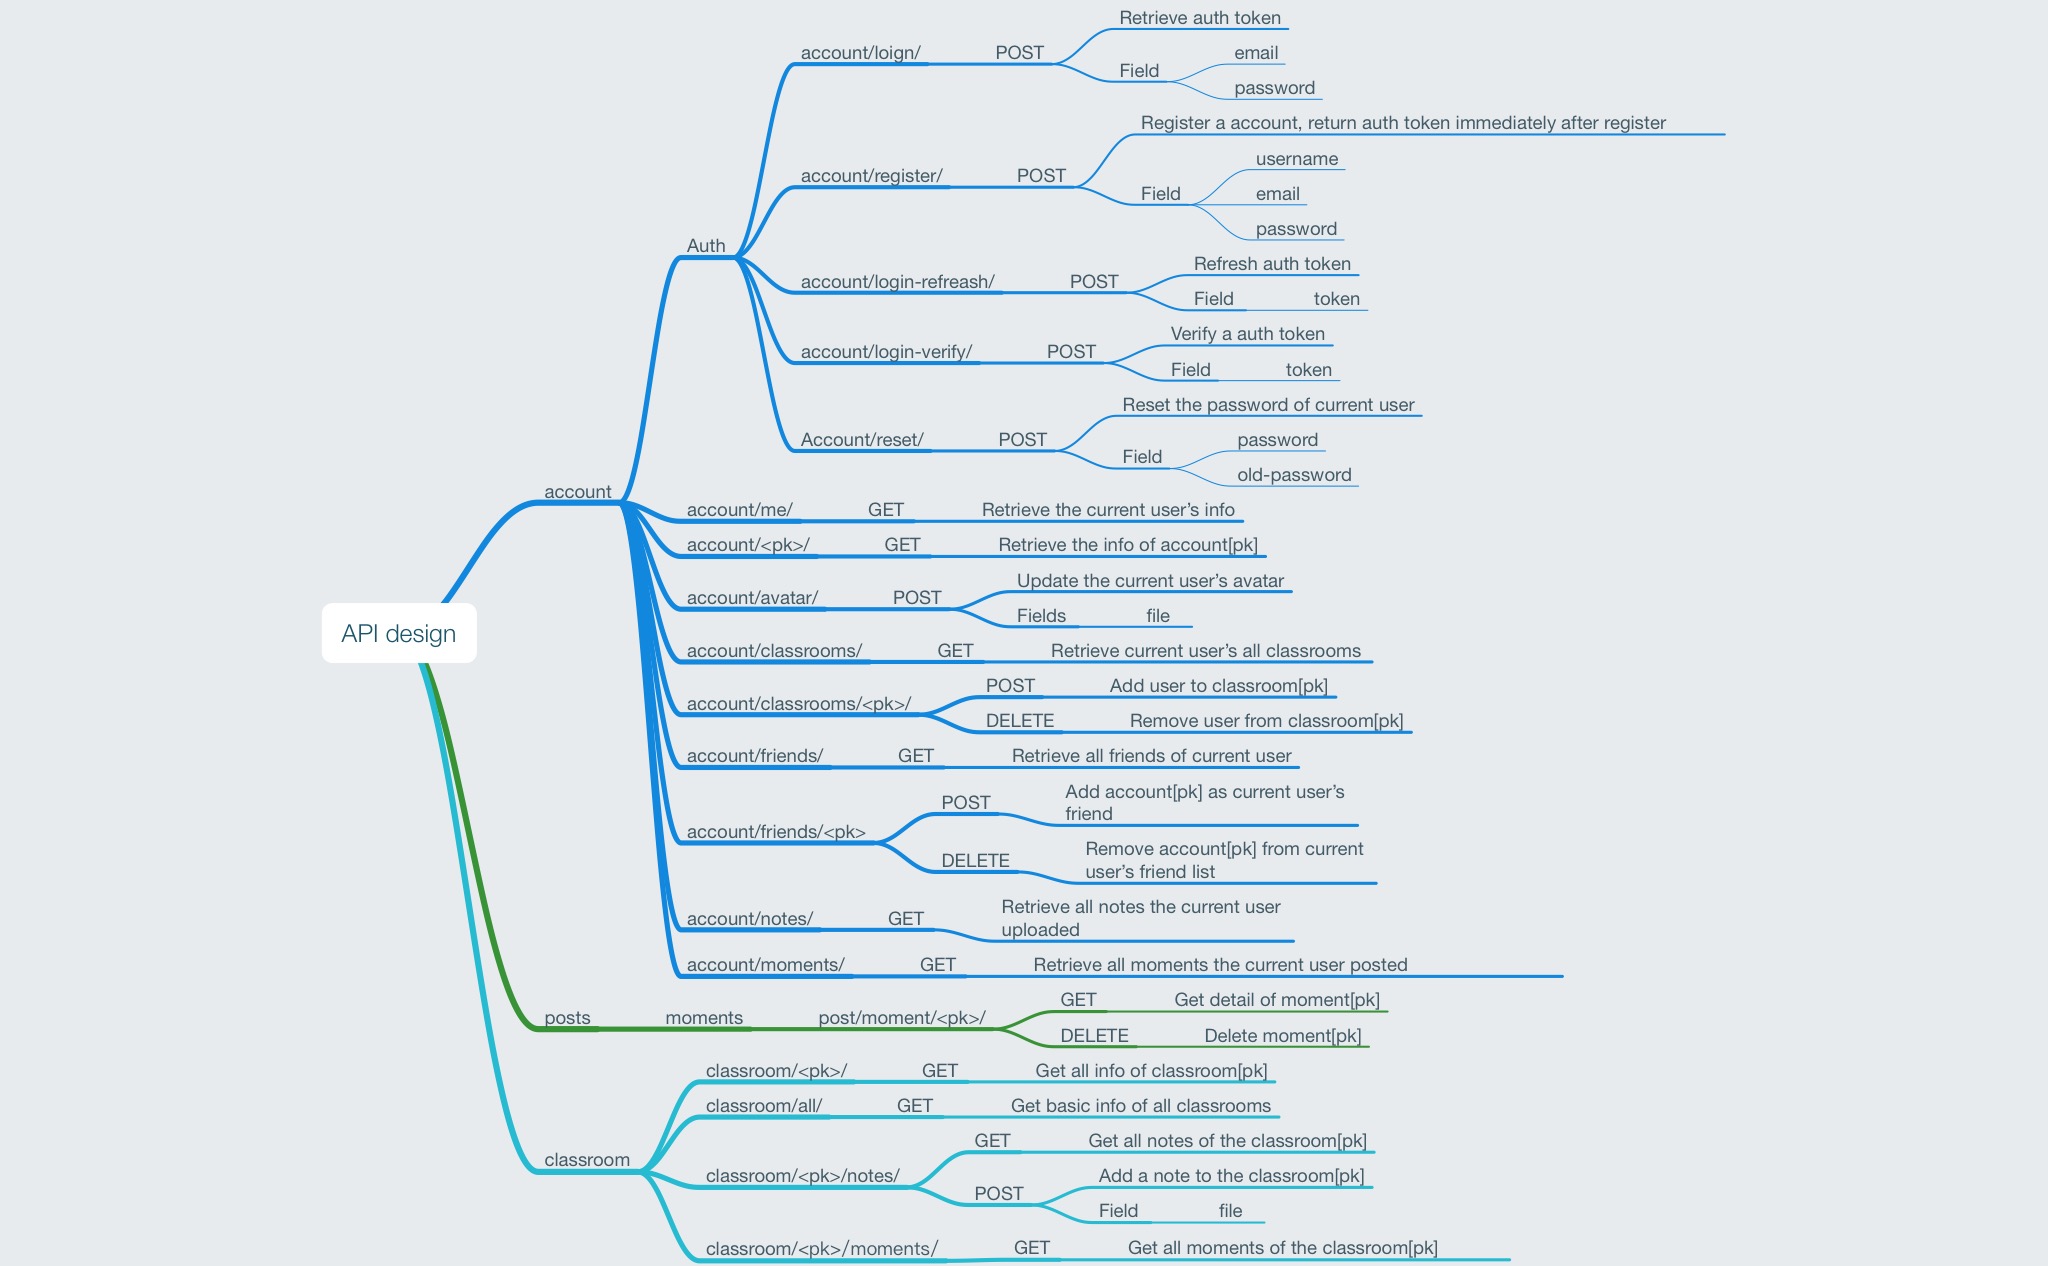 API design
account
Auth
account/loign/
POST
Retrieve auth token
Field
email
password
account/register/
POST
Register a account, return auth token immediately after register
Field
username
email
password
account/login-refreash/
POST
Refresh auth token
Field
token
account/login-verify/
POST
Verify a auth token
Field
token
Account/reset/
POST
Reset the password of current user
Field
password
old-password
account/me/
GET
Retrieve the current user’s info
account/<pk>/
GET
Retrieve the info of account[pk]
account/avatar/
POST
Update the current user’s avatar
Fields
file
account/classrooms/
GET
Retrieve current user’s all classrooms
account/classrooms/<pk>/
POST
Add user to classroom[pk]
DELETE
Remove user from classroom[pk]
account/friends/
GET
Retrieve all friends of current user
account/friends/<pk>
POST
Add account[pk] as current user’s
friend
DELETE
Remove account[pk] from current
user’s friend list
account/notes/
GET
Retrieve all notes the current user
uploaded
account/moments/
GET
Retrieve all moments the current user posted
posts
moments
post/moment/<pk>/
GET
Get detail of moment[pk]
DELETE
Delete moment[pk]
classroom
classroom/<pk>/
GET
Get all info of classroom[pk]
classroom/all/
GET
Get basic info of all classrooms
classroom/<pk>/notes/
GET
Get all notes of the classroom[pk]
POST
Add a note to the classroom[pk]
Field
file
classroom/<pk>/moments/
GET
Get all moments of the classroom[pk]